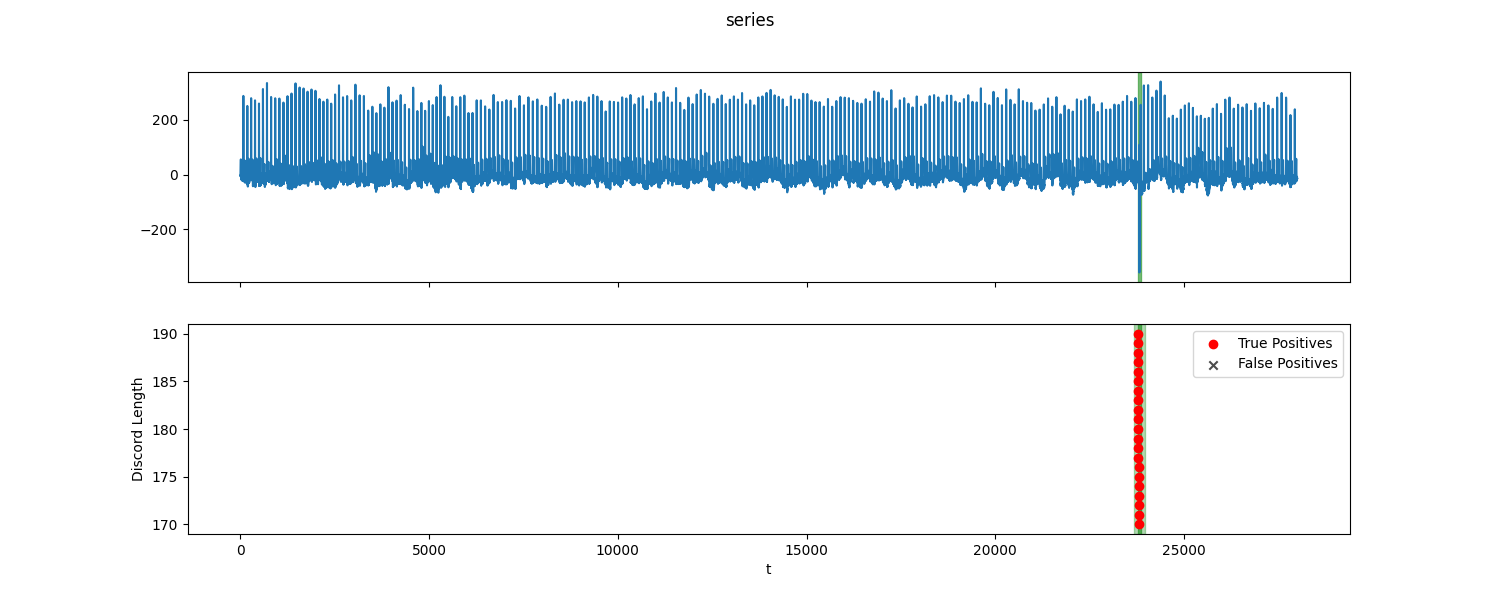 series
200
0
−200
190
185
180
175
170
Discord Length
True Positives
False Positives
0
5000
10000
15000
20000
25000
t